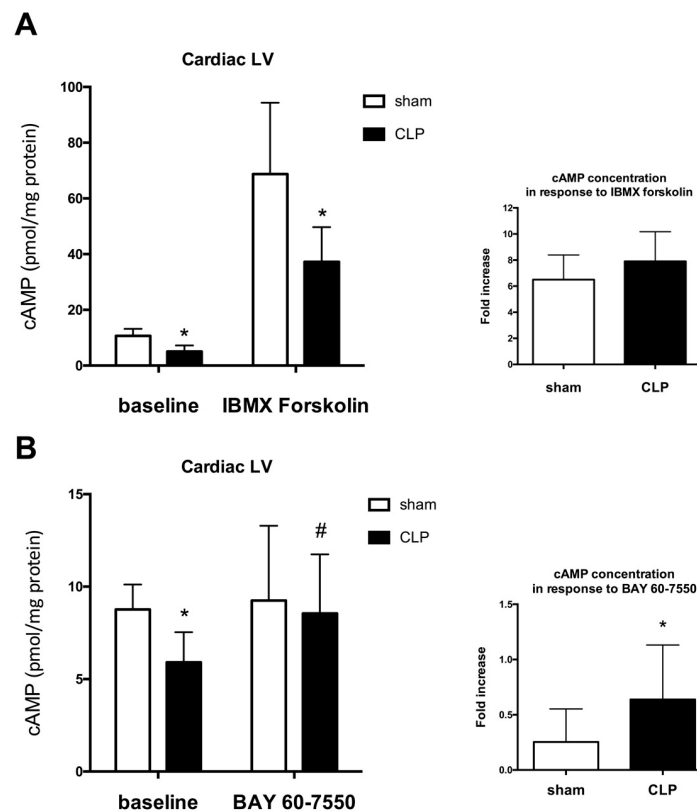 A
Cardiac LV
100
80
60
40
20
0
cAMP (pmol/mg protein)
sham
CLP
*
*
baseline
IBMX Forskolin
cAMP concentration
in response to IBMX forskolin
12
10
8
6
4
2
0
Fold increase
sham
CLP
B
Cardiac LV
15
10
5
0
cAMP (pmol/mg protein)
sham
CLP
*
#
baseline
BAY 60-7550
cAMP concentration
in response to BAY 60-7550
1.5
1.0
0.5
0.0
Fold increase
*
sham
CLP